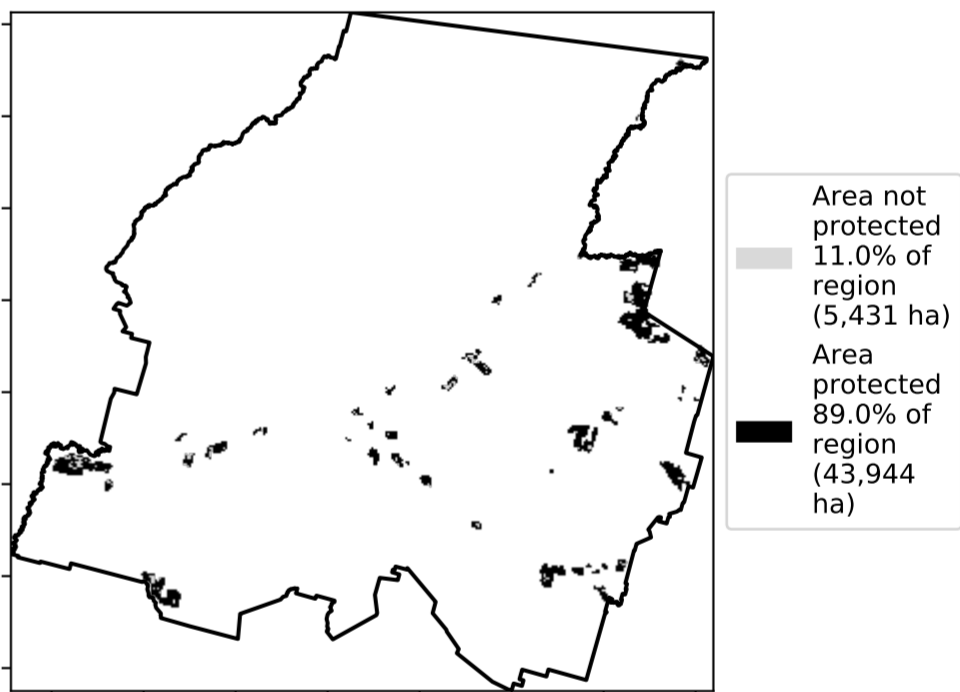 Area not
protected
11.0% of
region
(5,431 ha)
Area
protected
89.0% of
region
(43,944
ha)